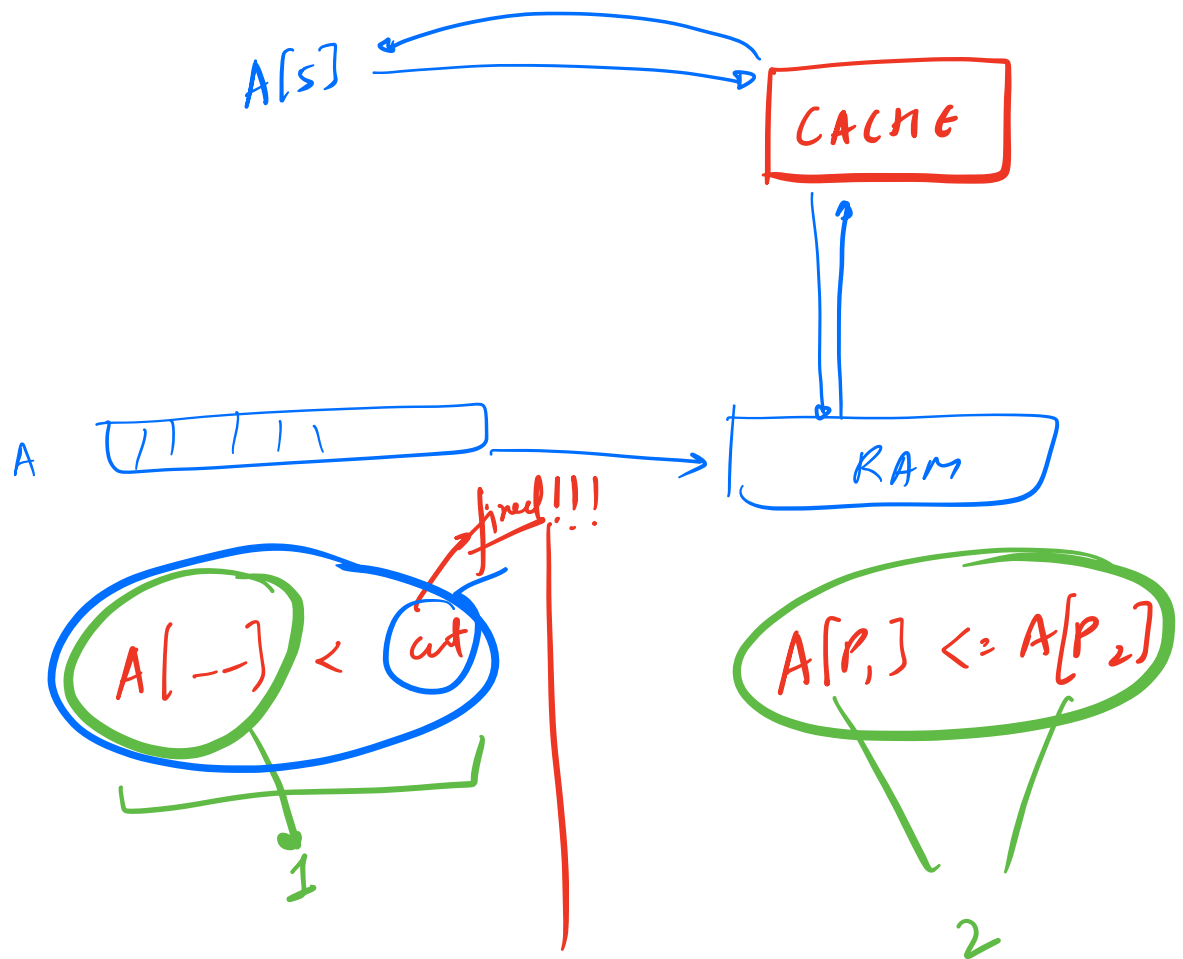 A[5]
CACHE
A
RAM
fixed!!!
A[---] < cut
A[P1] <= A[P2]
1
2